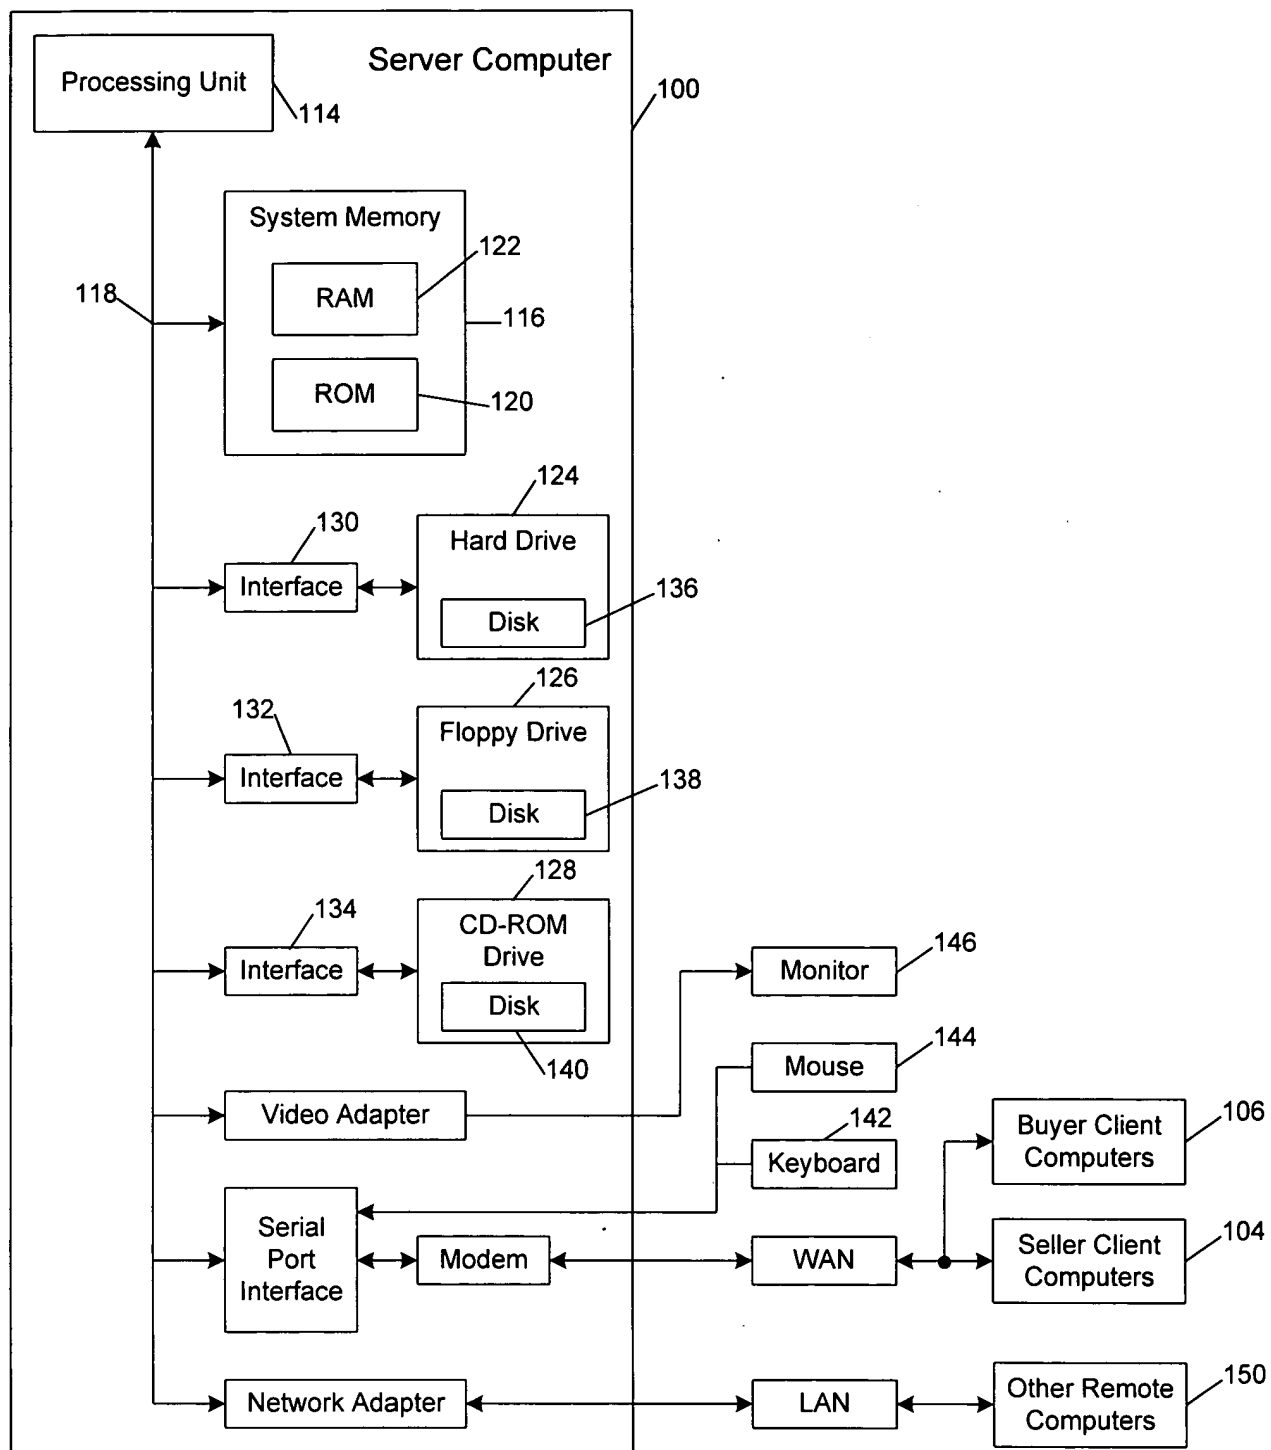 Server Computer
Processing Unit
100
114
System Memory
122
RAM
118
116
ROM
120
124
130
Hard Drive
Interface
136
Disk
126
132
Floppy Drive
Interface
138
Disk
128
134
CD-ROM
Drive
146
Interface
Monitor
Disk
144
140
Mouse
Video Adapter
142
106
Buyer Client
Computers
Keyboard
Serial
Port
Interface
Modem
WAN
Seller Client
Computers
104
Network Adapter
LAN
Other Remote
Computers
150